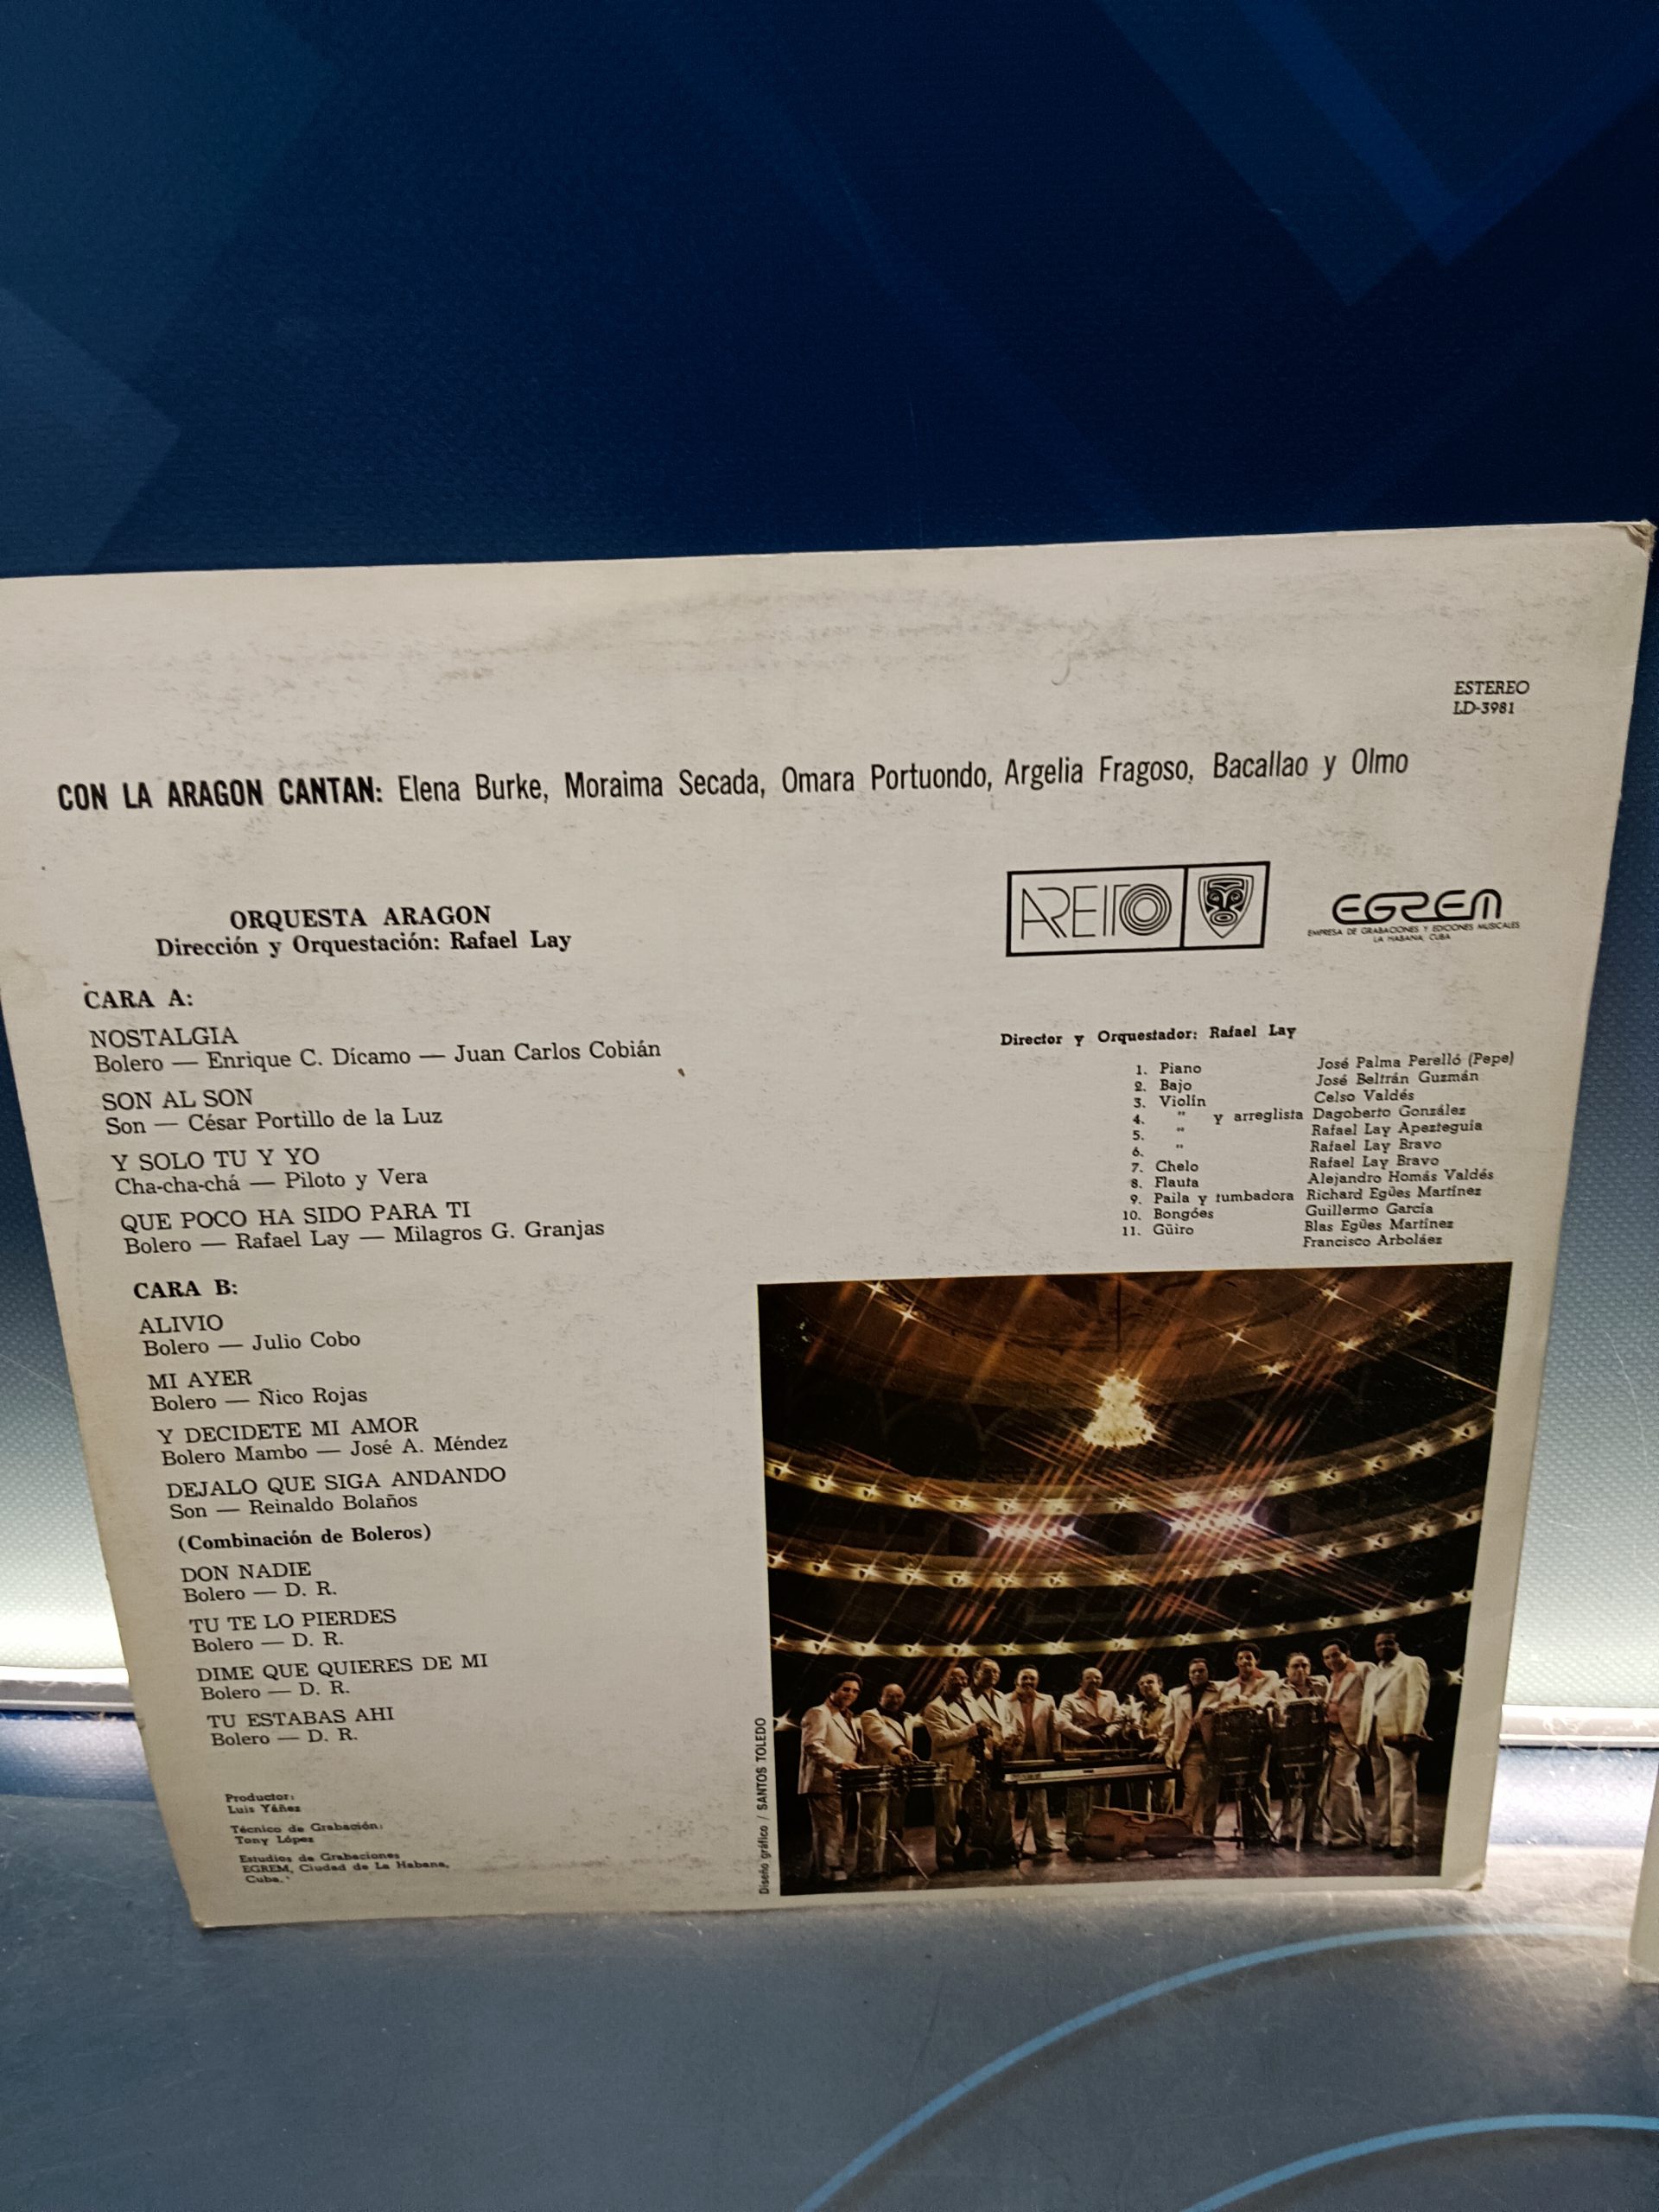 ESTEREO
LD-3981
CON LA ARAGON CANTAN: Elena Burke, Moraima Secada, Omara Portuondo, Argelia Fragoso, Bacallao y Olmo
AREITO
EGREM
EMPRESA DE GRABACIONES Y EDICIONES MUSICALES
LA HABANA, CUBA
ORQUESTA ARAGON
Dirección y Orquestación: Rafael Lay
CARA A:
NOSTALGIA
Bolero — Enrique C. Dícamo — Juan Carlos Cobián
SON AL SON
Son — César Portillo de la Luz
Y SOLO TU Y YO
Cha-cha-chá — Piloto y Vera
QUE POCO HA SIDO PARA TI
Bolero — Rafael Lay — Milagros G. Granjas
CARA B:
ALIVIO
Bolero — Julio Cobo
MI AYER
Bolero — Ñico Rojas
Y DECIDETE MI AMOR
Bolero Mambo — José A. Méndez
DEJALO QUE SIGA ANDANDO
Son — Reinaldo Bolaños
(Combinación de Boleros)
DON NADIE
Bolero — D. R.
TU TE LO PIERDES
Bolero — D. R.
DIME QUE QUIERES DE MI
Bolero — D. R.
TU ESTABAS AHI
Bolero — D. R.
Productor:
Luis Yáñez
Técnico de Grabación:
Tony López
Estudios de Grabaciones
EGREM, Ciudad de La Habana,
Cuba.
Director y Orquestador: Rafael Lay
1. Piano José Palma Perelló (Pepe)
2. Bajo José Beltrán Guzmán
3. Violín Celso Valdés
4. " y arreglista Dagoberto González
5. " Rafael Lay Apezteguía
6. " Rafael Lay Bravo
7. Chelo Rafael Lay Bravo
8. Flauta Alejandro Homás Valdés
9. Paila y tumbadora Richard Egües Martínez
10. Bongóes Guillermo García
11. Güiro Blas Egües Martínez
Francisco Arboláez
Diseño gráfico / SANTOS TOLEDO